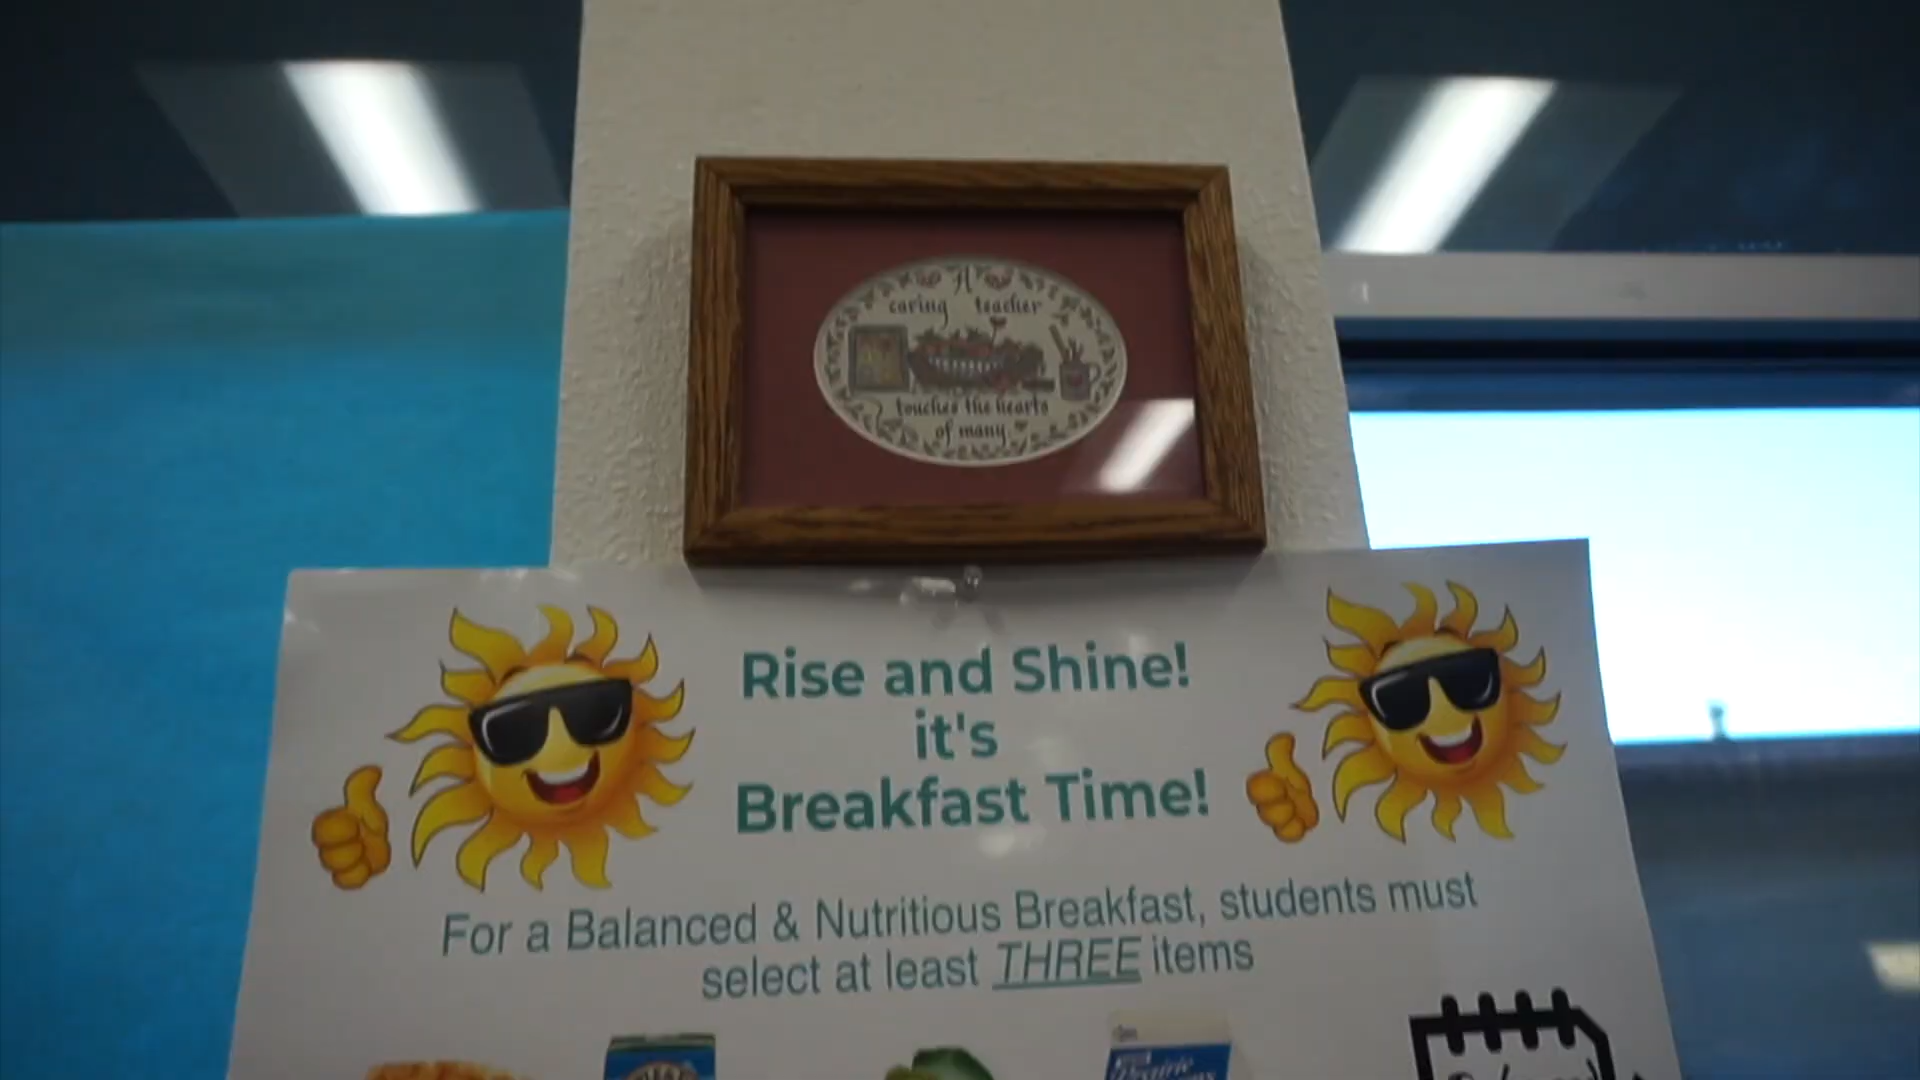 A
caring teacher
touches the hearts
of many
Rise and Shine!
it's
Breakfast Time!
For a Balanced & Nutritious Breakfast, students must
select at least THREE items
Prairie